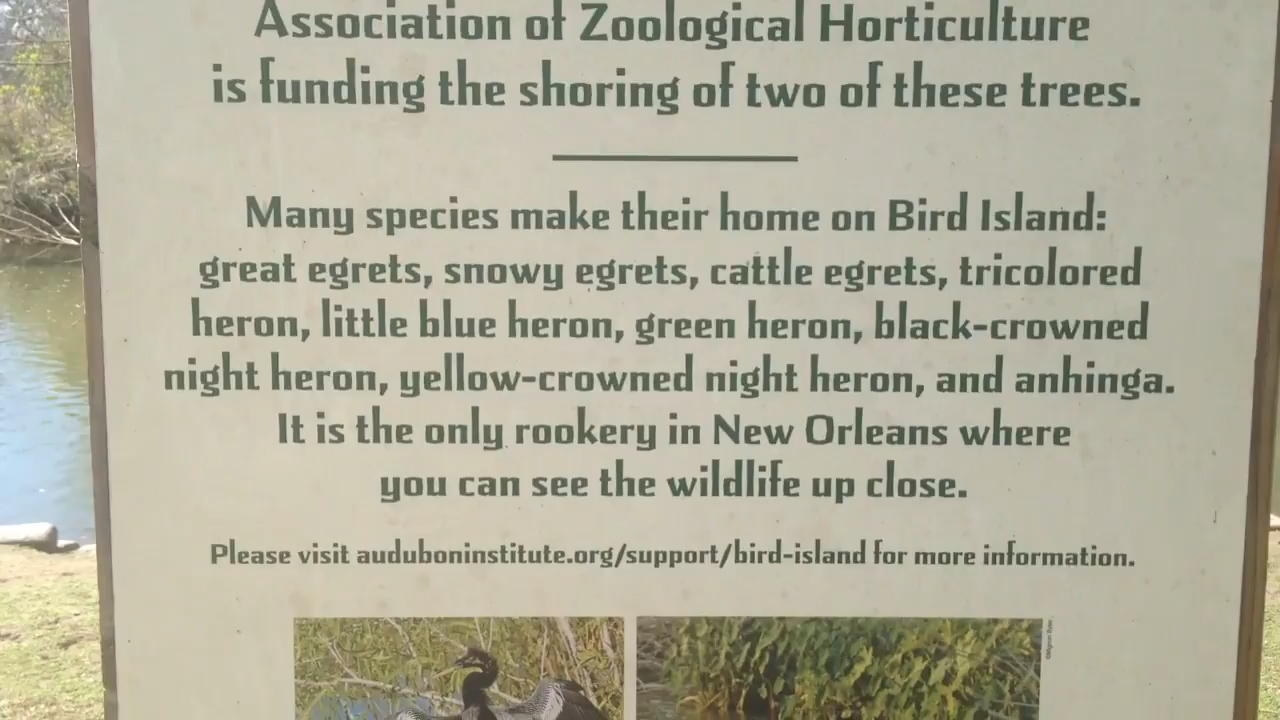 Association of Zoological Horticulture
is funding the shoring of two of these trees.
Many species make their home on Bird Island:
great egrets, snowy egrets, cattle egrets, tricolored
heron, little blue heron, green heron, black-crowned
night heron, yellow-crowned night heron, and anhinga.
It is the only rookery in New Orleans where
you can see the wildlife up close.
Please visit auduboninstitute.org/support/bird-island for more information.